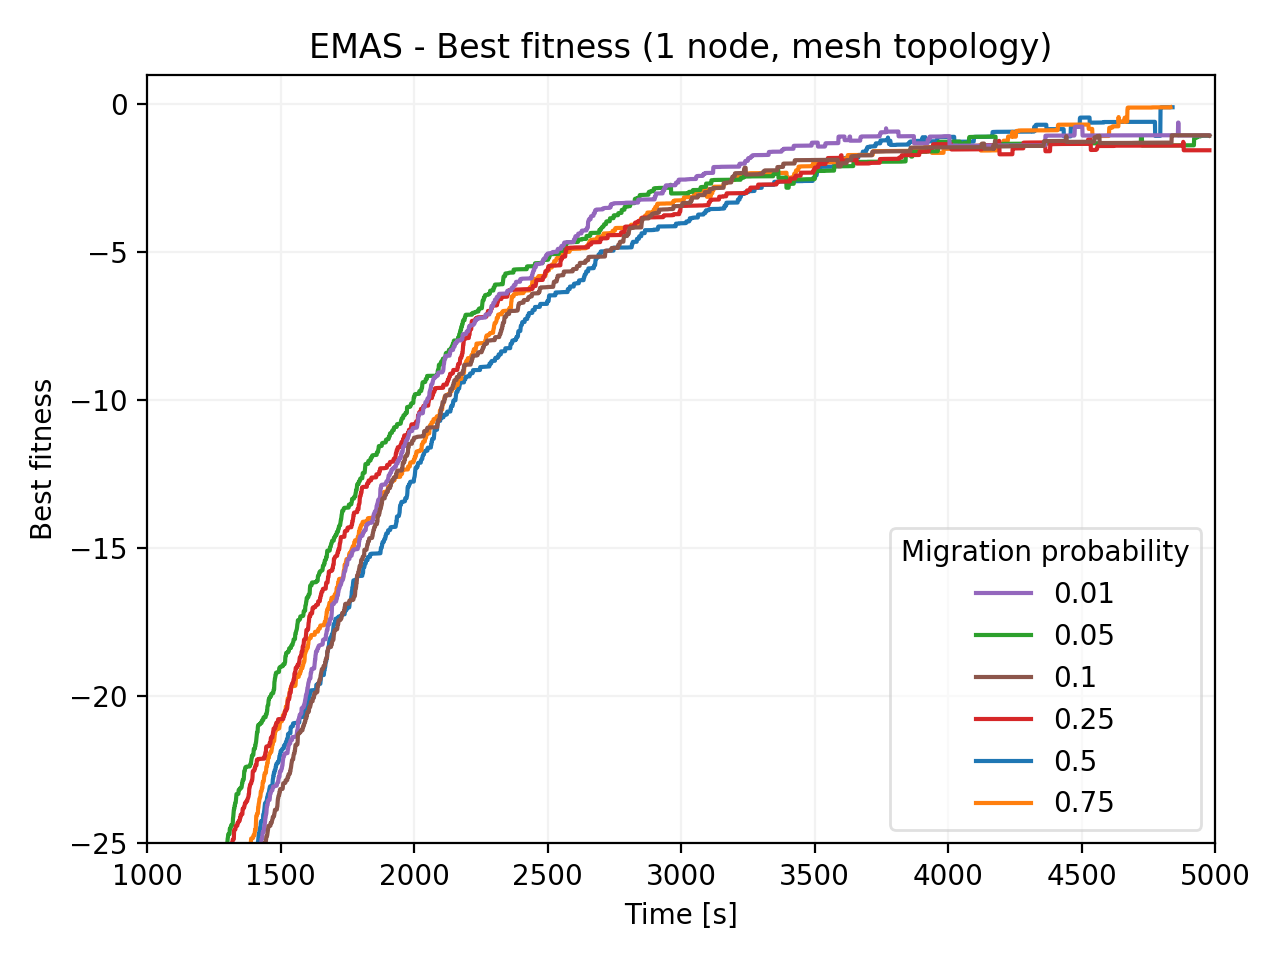 EMAS - Best fitness (1 node, mesh topology)
Best fitness
0
−5
−10
−15
−20
−25
1000 1500 2000 2500 3000 3500 4000 4500 5000
Time [s]
Migration probability
0.01
0.05
0.1
0.25
0.5
0.75